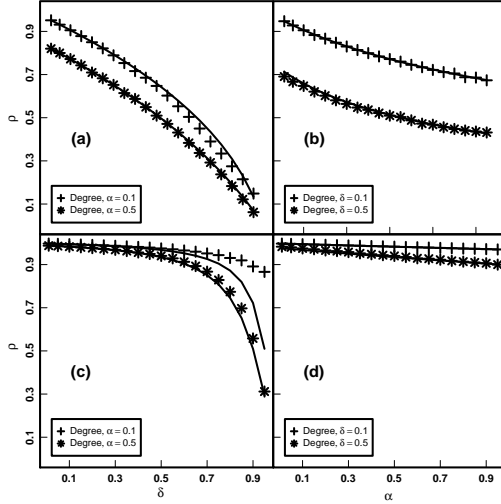 0.9
0.7
0.5
0.3
0.1
ρ
(a)
(b)
+ Degree, α = 0.1
✱ Degree, α = 0.5
+ Degree, δ = 0.1
✱ Degree, δ = 0.5
0.9
0.7
0.5
0.3
0.1
ρ
(c)
(d)
+ Degree, α = 0.1
✱ Degree, α = 0.5
+ Degree, δ = 0.1
✱ Degree, δ = 0.5
0.1 0.3 0.5 0.7 0.9
0.1 0.3 0.5 0.7 0.9
δ
α